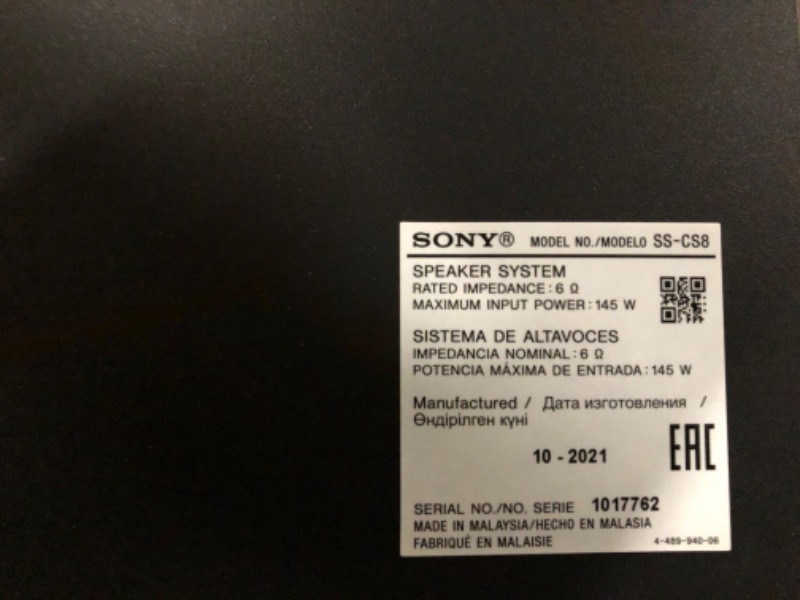 SONY® MODEL NO./MODELO SS-CS8
SPEAKER SYSTEM
RATED IMPEDANCE : 6 Ω
MAXIMUM INPUT POWER : 145 W
SISTEMA DE ALTAVOCES
IMPEDANCIA NOMINAL : 6 Ω
POTENCIA MÁXIMA DE ENTRADA : 145 W
Manufactured / Дата изготовления /
Өндірілген күні
10 - 2021
EAC
SERIAL NO./NO. SERIE 1017762
MADE IN MALAYSIA/HECHO EN MALASIA
FABRIQUÉ EN MALAISIE 4-489-940-06